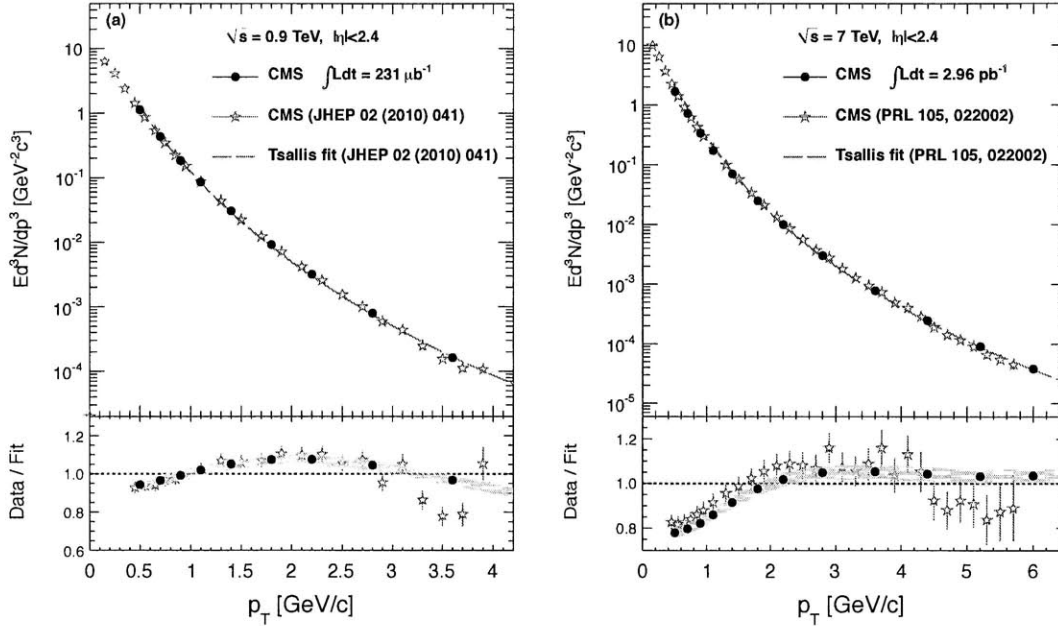 (a)
√s = 0.9 TeV, |η|<2.4
CMS ∫Ldt = 231 μb⁻¹
CMS (JHEP 02 (2010) 041)
Tsallis fit (JHEP 02 (2010) 041)
Ed³N/dp³ [GeV⁻²c³]
10
1
10⁻¹
10⁻²
10⁻³
10⁻⁴
Data / Fit
1.2
1.0
0.8
0.6
0 0.5 1 1.5 2 2.5 3 3.5 4
p_T [GeV/c]
(b)
√s = 7 TeV, |η|<2.4
CMS ∫Ldt = 2.96 pb⁻¹
CMS (PRL 105, 022002)
Tsallis fit (PRL 105, 022002)
Ed³N/dp³ [GeV⁻²c³]
10
1
10⁻¹
10⁻²
10⁻³
10⁻⁴
10⁻⁵
Data / Fit
1.2
1.0
0.8
0 1 2 3 4 5 6
p_T [GeV/c]